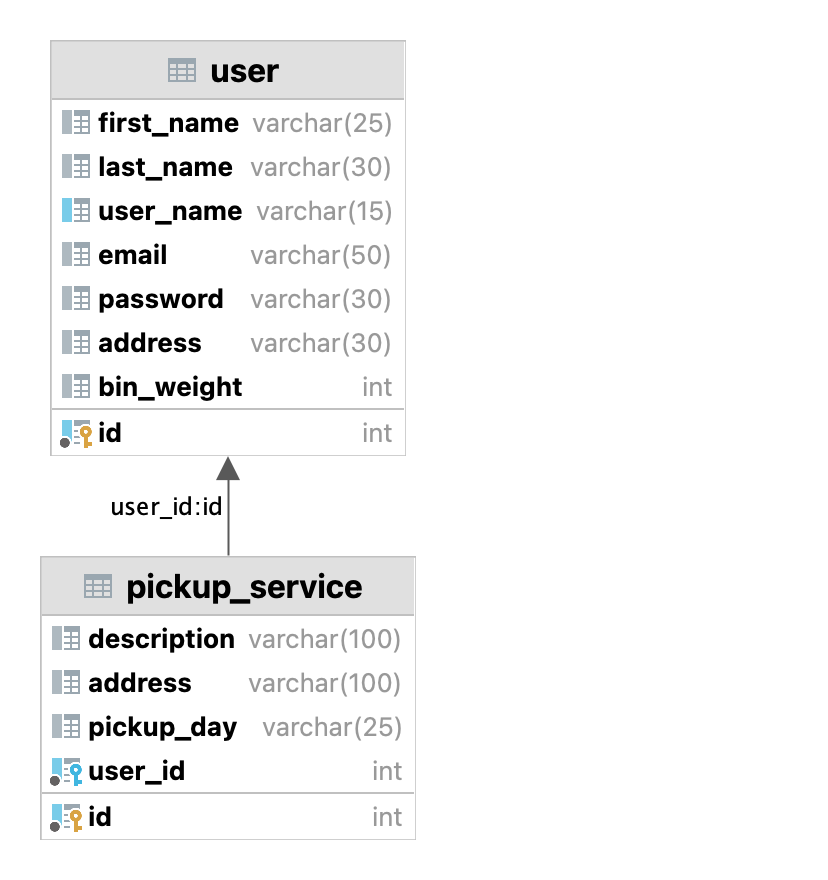 user
first_name varchar(25)
last_name varchar(30)
user_name varchar(15)
email varchar(50)
password varchar(30)
address varchar(30)
bin_weight int
id int
user_id:id
pickup_service
description varchar(100)
address varchar(100)
pickup_day varchar(25)
user_id int
id int